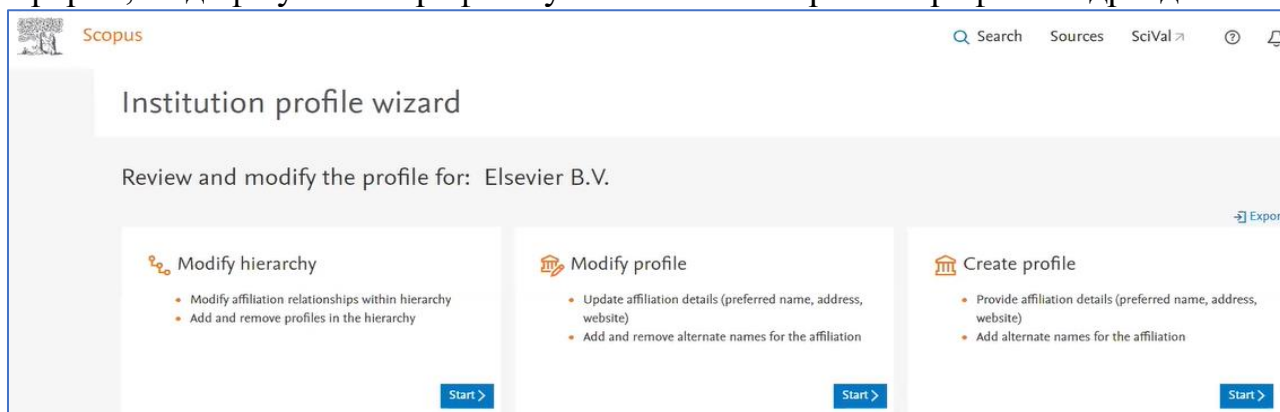 Scopus
Search Sources SciVal
Institution profile wizard
Review and modify the profile for: Elsevier B.V.
Expor
Modify hierarchy
• Modify affiliation relationships within hierarchy
• Add and remove profiles in the hierarchy
Start >
Modify profile
• Update affiliation details (preferred name, address,
website)
• Add and remove alternate names for the affiliation
Start >
Create profile
• Provide affiliation details (preferred name, address,
website)
• Add alternate names for the affiliation
Start >